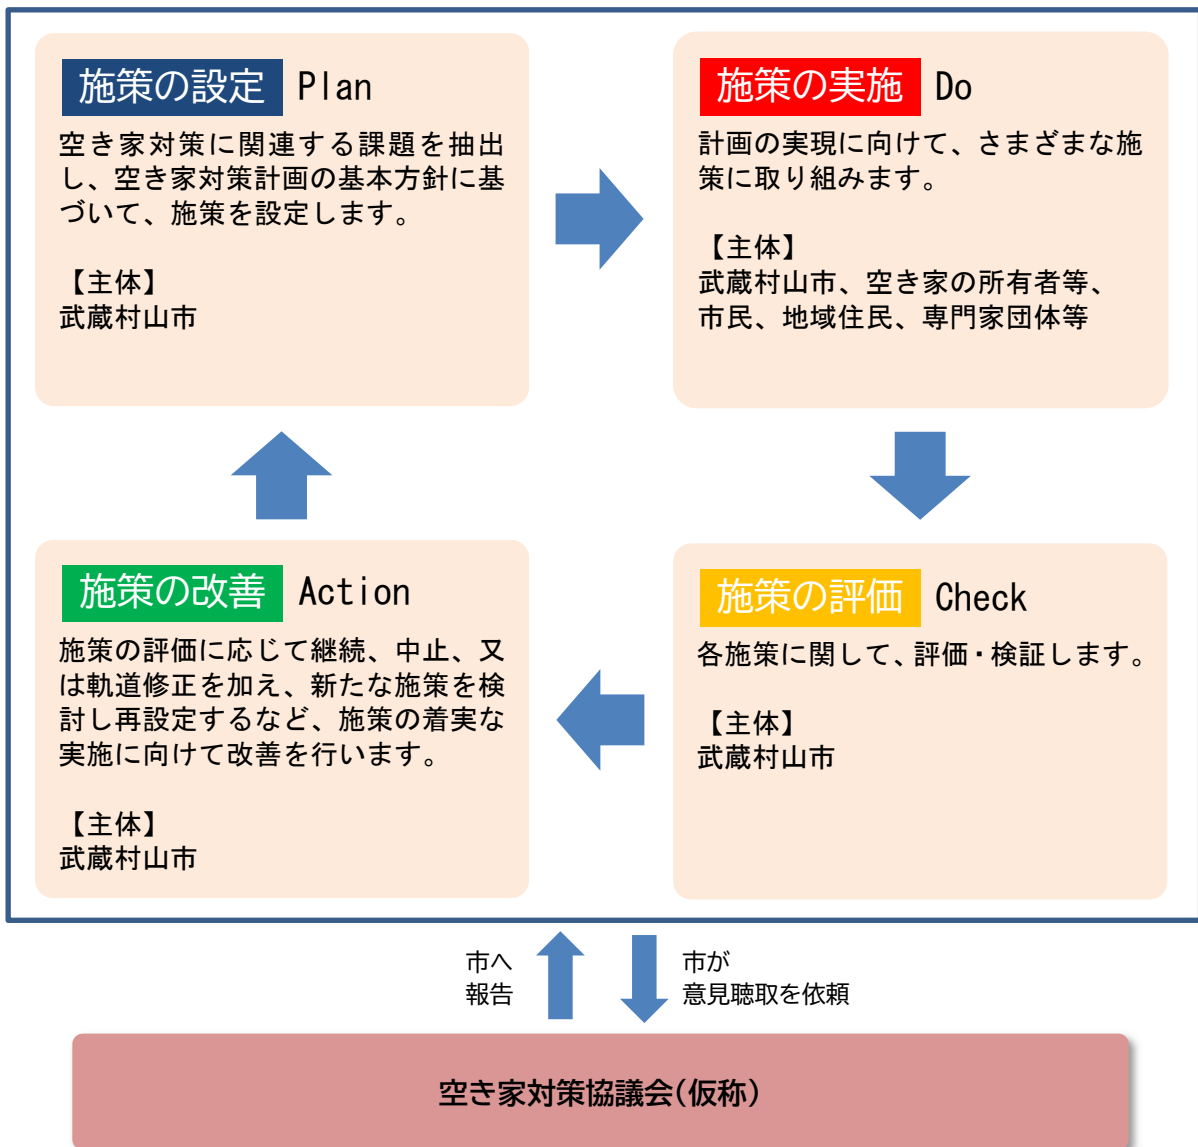 施策の設定 Plan
空き家対策に関連する課題を抽出
し、空き家対策計画の基本方針に基
づいて、施策を設定します。
【主体】
武蔵村山市
施策の実施 Do
計画の実現に向けて、さまざまな施
策に取り組みます。
【主体】
武蔵村山市、空き家の所有者等、
市民、地域住民、専門家団体等
施策の改善 Action
施策の評価に応じて継続、中止、又
は軌道修正を加え、新たな施策を検
討し再設定するなど、施策の着実な
実施に向けて改善を行います。
【主体】
武蔵村山市
施策の評価 Check
各施策に関して、評価・検証します。
【主体】
武蔵村山市
市へ
報告
市が
意見聴取を依頼
空き家対策協議会(仮称)